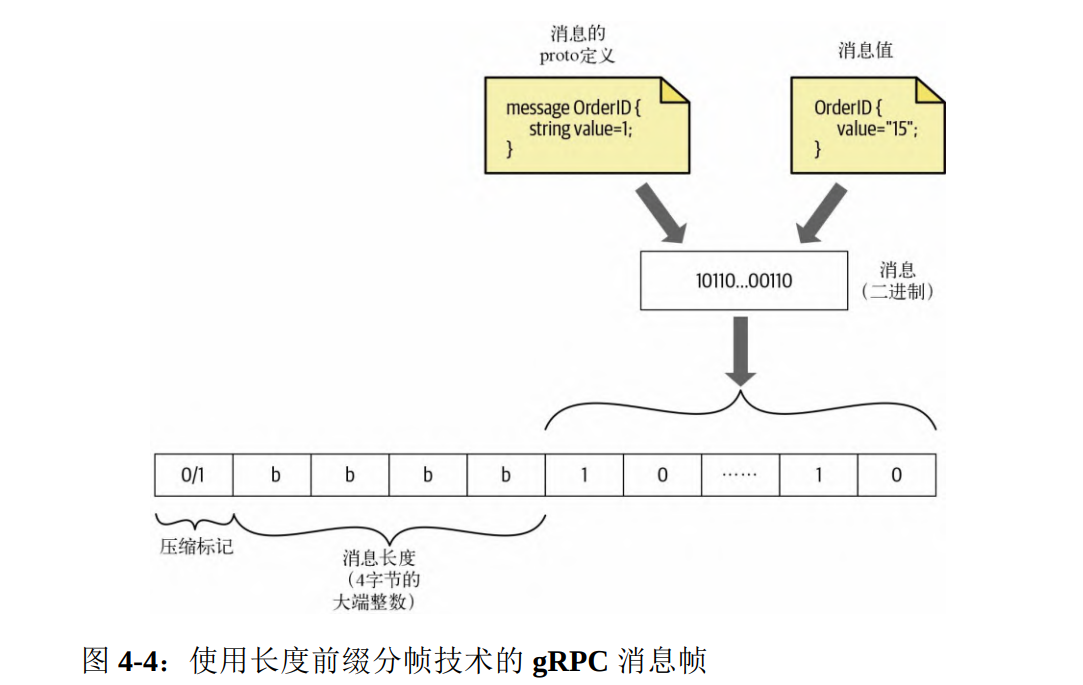 消息的
proto定义
消息值
message OrderID {
string value=1;
}
OrderID {
value="15";
}
10110...00110
消息
（二进制）
0/1 b b b b 1 0 …… 1 0
压缩标记
消息长度
（4字节的
大端整数）
图 4-4：使用长度前缀分帧技术的 gRPC 消息帧